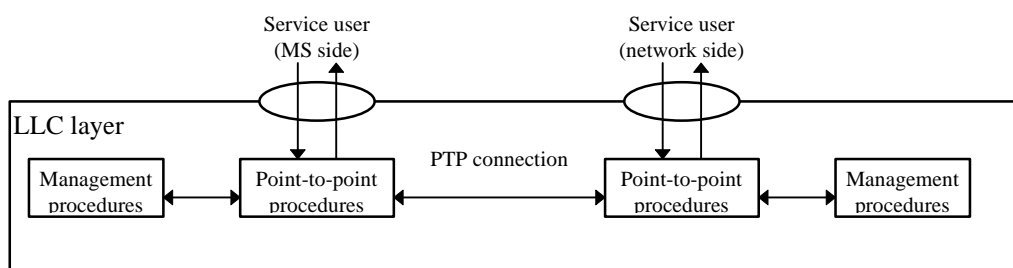 Service user
(MS side)
Service user
(network side)
LLC layer
PTP connection
Management
procedures
Point-to-point
procedures
Point-to-point
procedures
Management
procedures